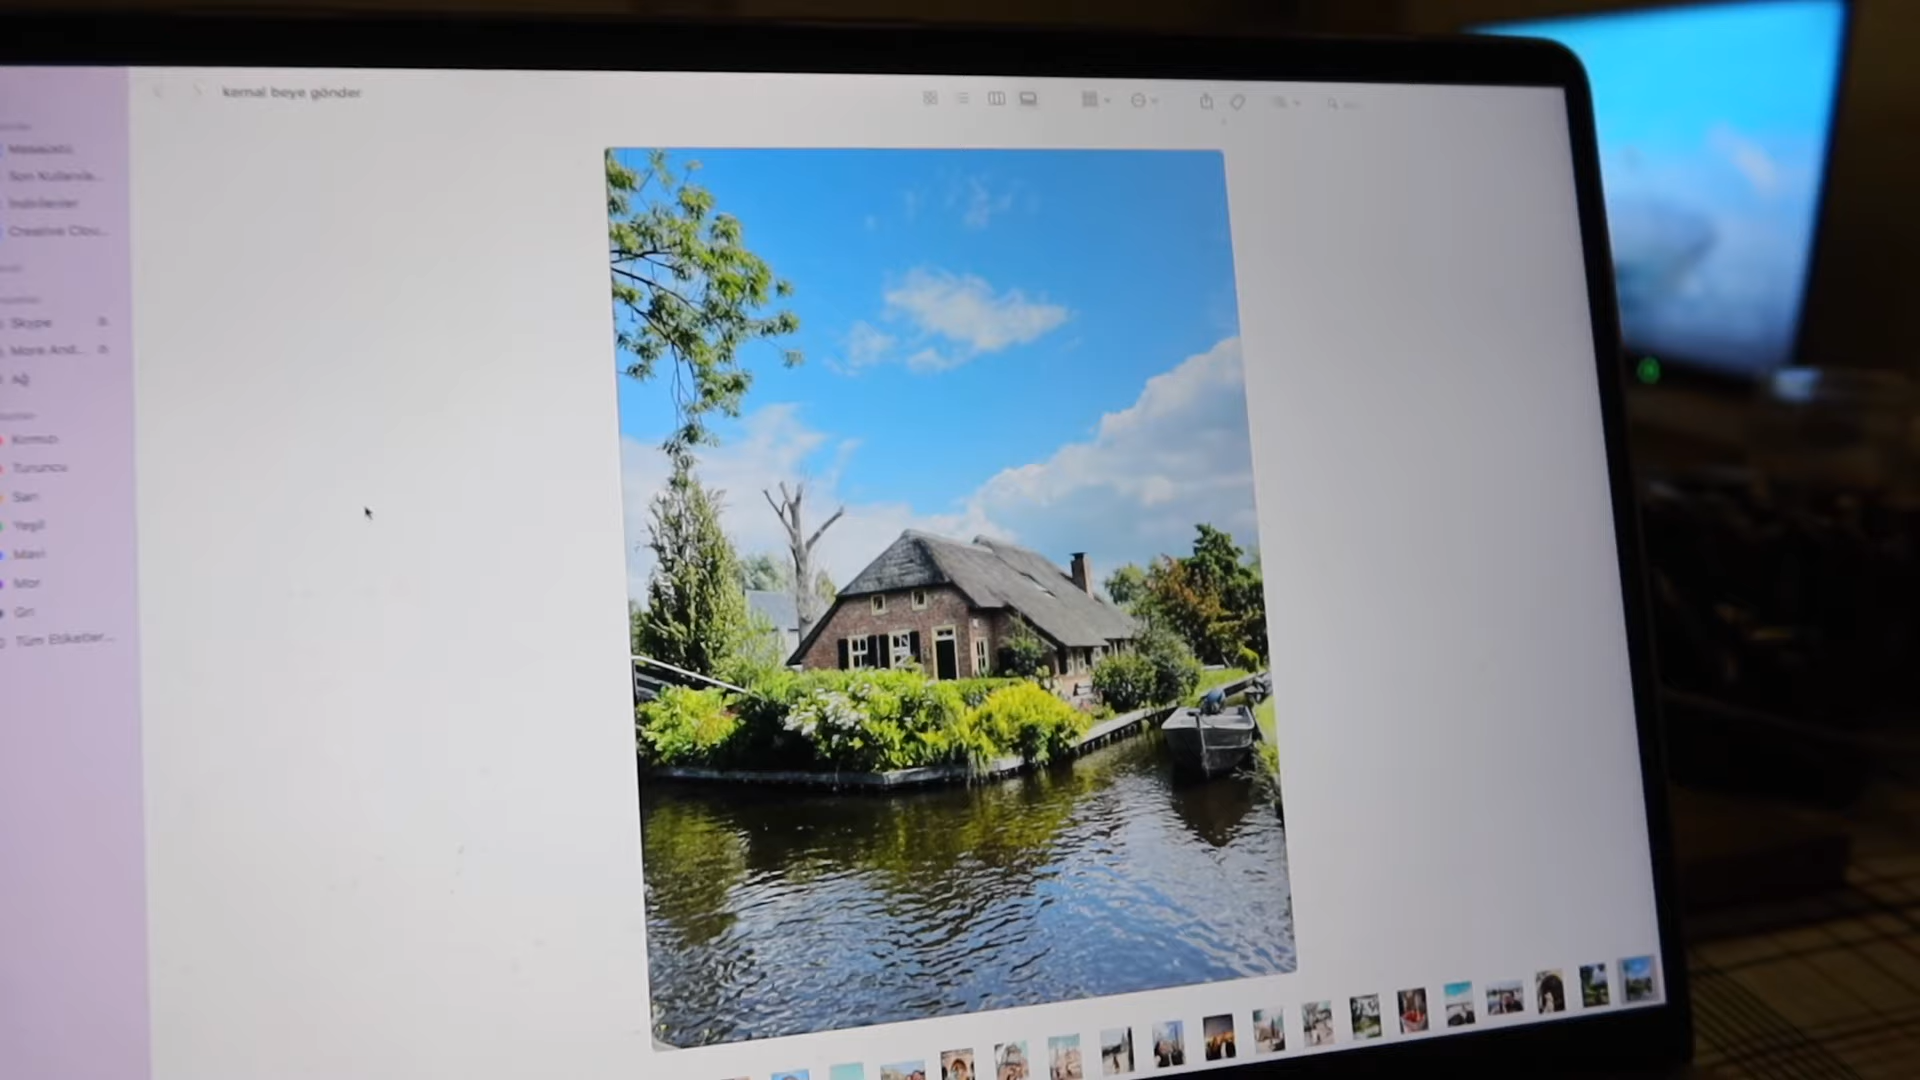 kemal beye gönder
Masaüstü
Son Kullanıla...
İndirilenler
Creative Clou...
Skype
More And...
Ağ
Kırmızı
Turuncu
Sarı
Yeşil
Mavi
Mor
Gri
Tüm Etiketler...